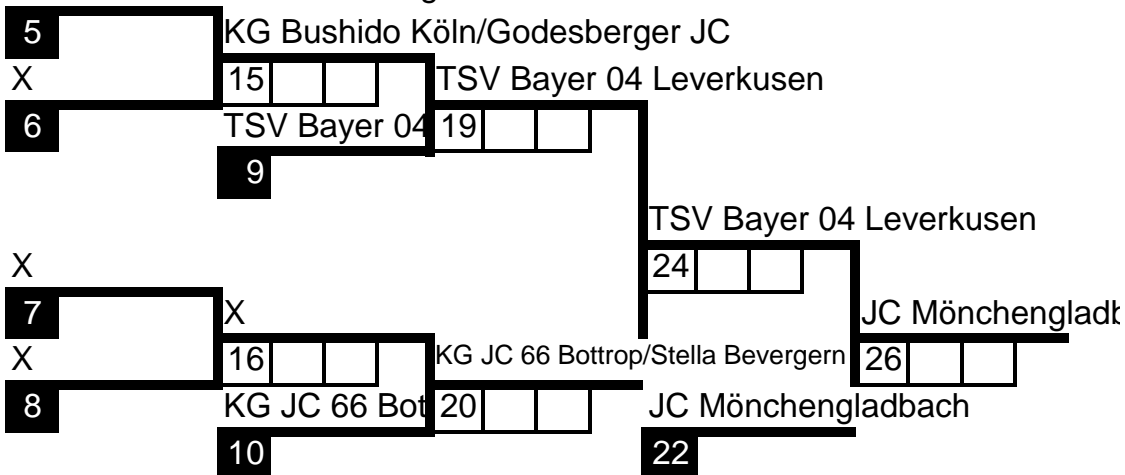 5 KG Bushido Köln/Godesberger JC
X 15 TSV Bayer 04 Leverkusen
6 TSV Bayer 04 19
9
TSV Bayer 04 Leverkusen
X 24
7 X JC Mönchengladb
X 16 KG JC 66 Bottrop/Stella Bevergern 26
8 KG JC 66 Bot 20 JC Mönchengladbach
10 22